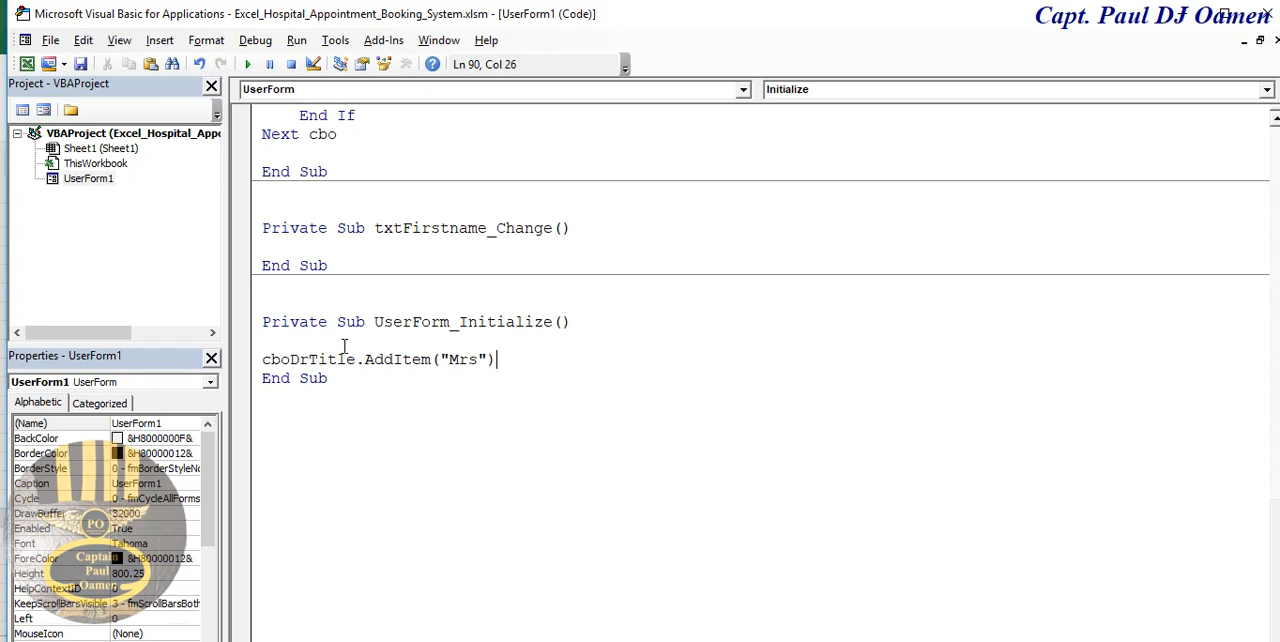 Microsoft Visual Basic for Applications - Excel_Hospital_Appointment_Booking_System.xlsm - [UserForm1 (Code)]
Capt. Paul DJ Oamen
File Edit View Insert Format Debug Run Tools Add-Ins Window Help
Ln 90, Col 26
Project - VBAProject
UserForm
Initialize
VBAProject (Excel_Hospital_Appo
Sheet1 (Sheet1)
ThisWorkbook
UserForm1
End If
Next cbo
End Sub
Private Sub txtFirstname_Change()
End Sub
Private Sub UserForm_Initialize()
cboDrTitle.AddItem("Mrs")
End Sub
Properties - UserForm1
UserForm1 UserForm
Alphabetic Categorized
(Name) UserForm1
BackColor &H8000000F&
BorderColor &H80000012&
BorderStyle 0 - fmBorderStyleNo
Caption UserForm1
Cycle 0 - fmCycleAllForms
DrawBuffer 32000
Enabled True
Font Tahoma
ForeColor &H80000012&
Height 800.25
HelpContextID 0
KeepScrollBarsVisible 3 - fmScrollBarsBoth
Left 0
MouseIcon (None)
PO
Captain
Paul
Oamen